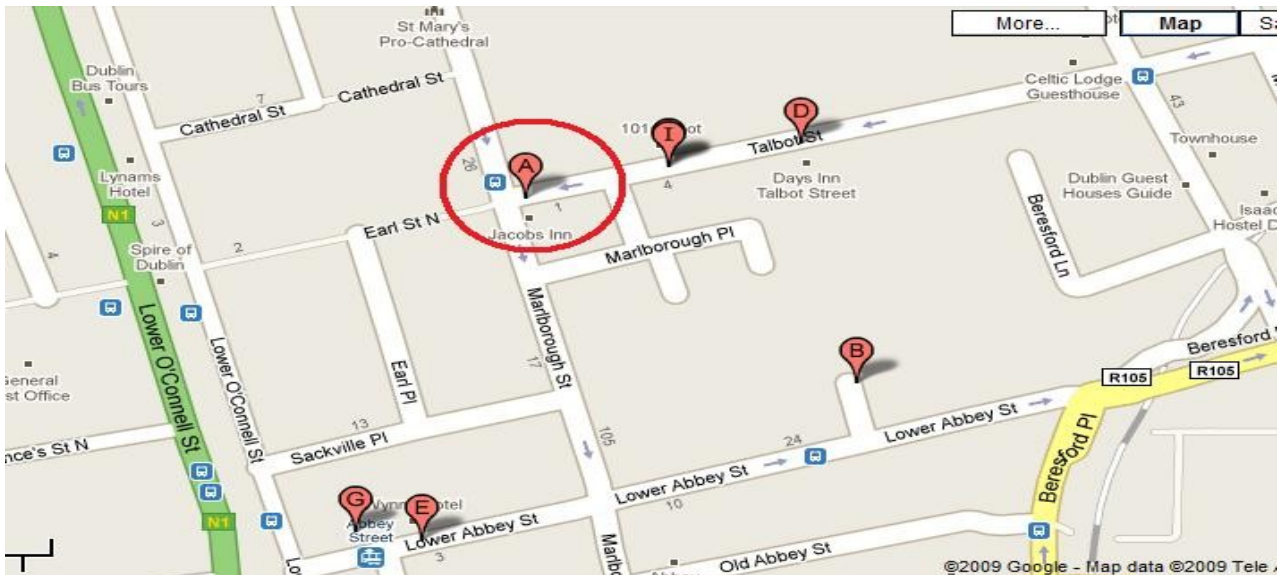 More...
Map
St Mary's
Pro-Cathedral
Dublin
Bus Tours
7
Cathedral St
Cathedral St
Celtic Lodge
Guesthouse
43
Townhouse
D
I
Talbot St
4
Days Inn
Talbot Street
Dublin Guest
Houses Guide
26
A
1
Jacobs Inn
Lynams
Hotel
N1
3
Earl St N
2
Spire of
Dublin
4
Marlborough Pl
Beresford Ln
Hostel
Lower O'Connell St
Lower O'Connell St
Marlborough St
17
Earl Pl
B
Beresford
R105
R105
General
13
Sackville Pl
105
24
Lower Abbey St
Lower Abbey St
10
Beresford Pl
G
E
Hotel
Abbey
Street
N1
Lower Abbey St
3
Old Abbey St
©2009 Google - Map data ©2009 Tele